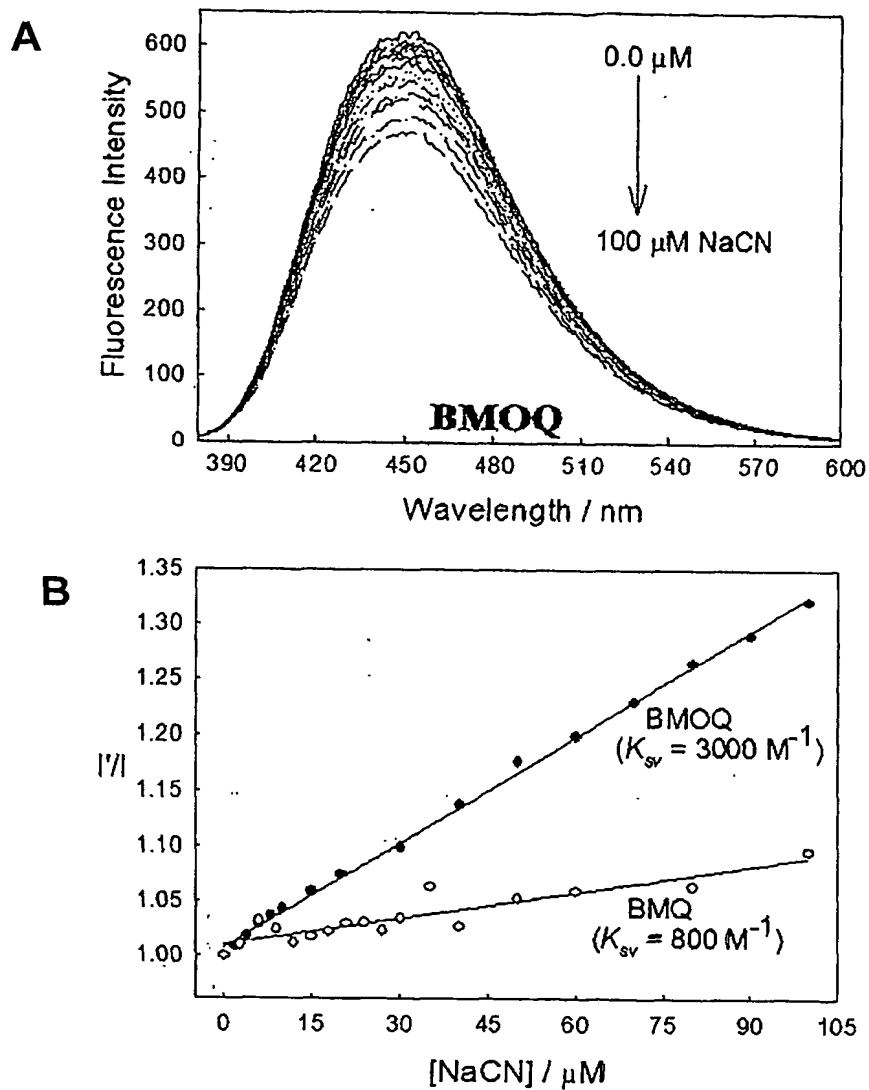 A
Fluorescence Intensity
600
500
400
300
200
100
0
0.0 μM
100 μM NaCN
BMOQ
390 420 450 480 510 540 570 600
Wavelength / nm
B
I'/I
1.35
1.30
1.25
1.20
1.15
1.10
1.05
1.00
BMOQ
(Ksv = 3000 M⁻¹)
BMQ
(Ksv = 800 M⁻¹)
0 15 30 45 60 75 90 105
[NaCN] / μM